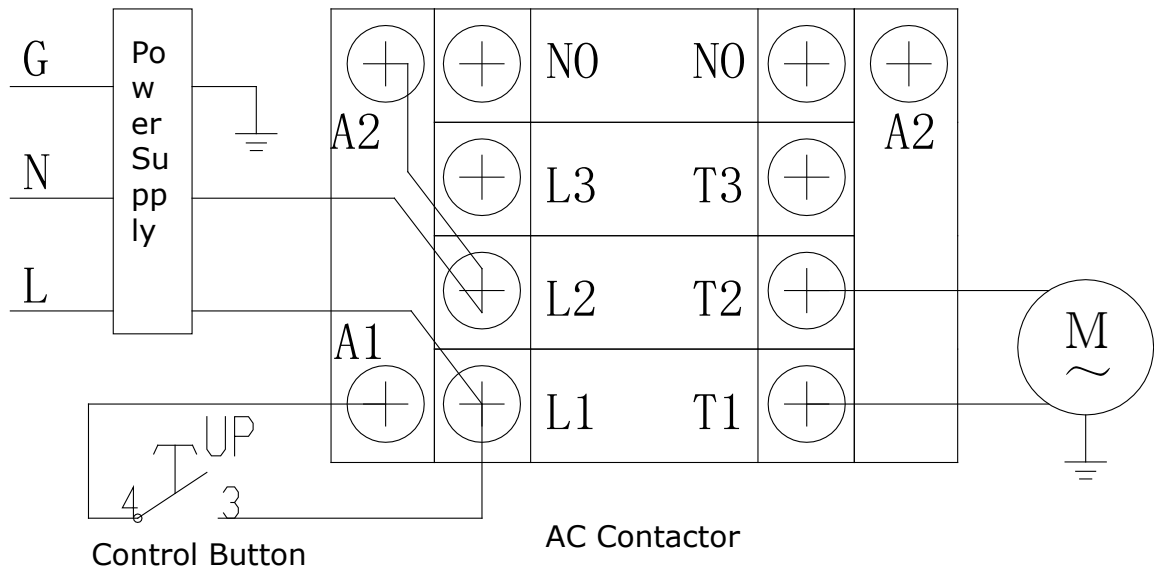 G
N
L
Po
w
er
Su
pp
ly
A2
NO
NO
A2
L3
T3
L2
T2
A1
L1
T1
M
~
UP
4
3
Control Button
AC Contactor